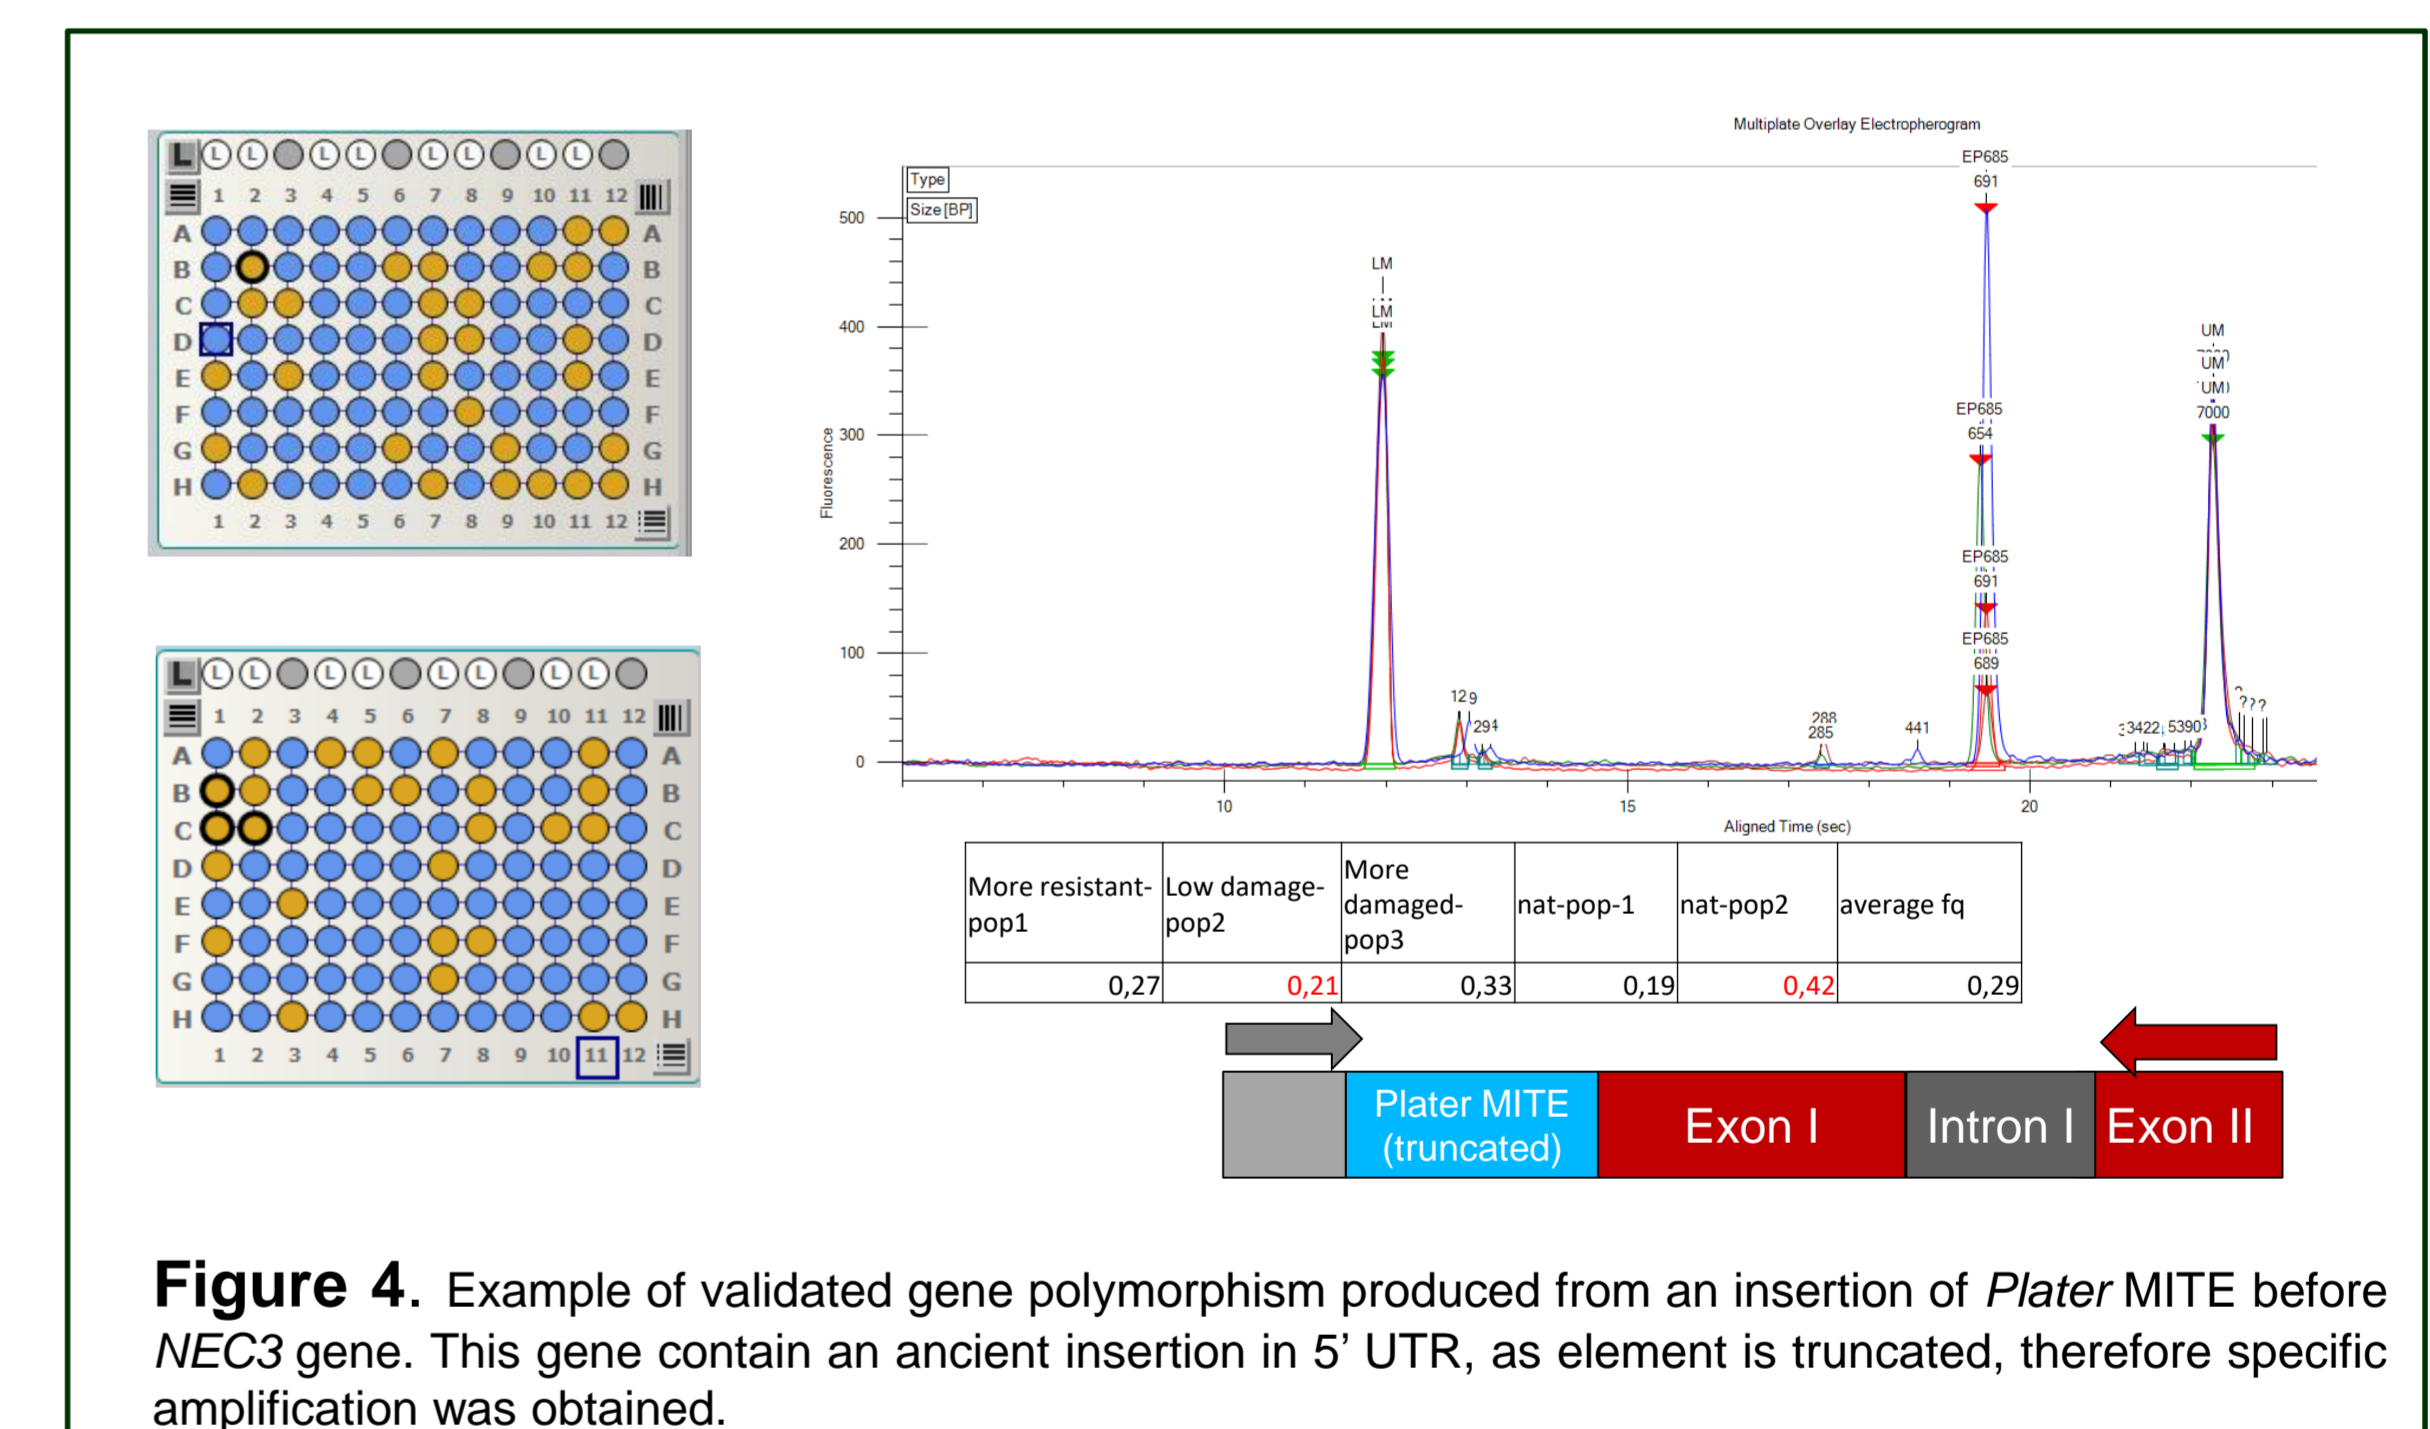 L L L L L L L L L
1 2 3 4 5 6 7 8 9 10 11 12
A A
B B
C C
D D
E E
F F
G G
H H
1 2 3 4 5 6 7 8 9 10 11 12
L L L L L L L L L
1 2 3 4 5 6 7 8 9 10 11 12
A A
B B
C C
D D
E E
F F
G G
H H
1 2 3 4 5 6 7 8 9 10 11 12
Multiplate Overlay Electropherogram
Type
Size [BP]
Fluorescence
500
400
300
200
100
0
LM
LM
LM
12 9
294
288
285
441
EP685
691
EP685
654
EP685
691
EP685
689
UM
UM
UM
7000
? ? ?
10 15 20
Aligned Time (sec)
More resistant-
pop1
Low damage-
pop2
More
damaged-
pop3
nat-pop-1
nat-pop2
average fq
0,27 0,21 0,33 0,19 0,42 0,29
Plater MITE
(truncated)
Exon I
Intron I
Exon II
Figure 4. Example of validated gene polymorphism produced from an insertion of Plater MITE before
NEC3 gene. This gene contain an ancient insertion in 5’ UTR, as element is truncated, therefore specific
amplification was obtained.